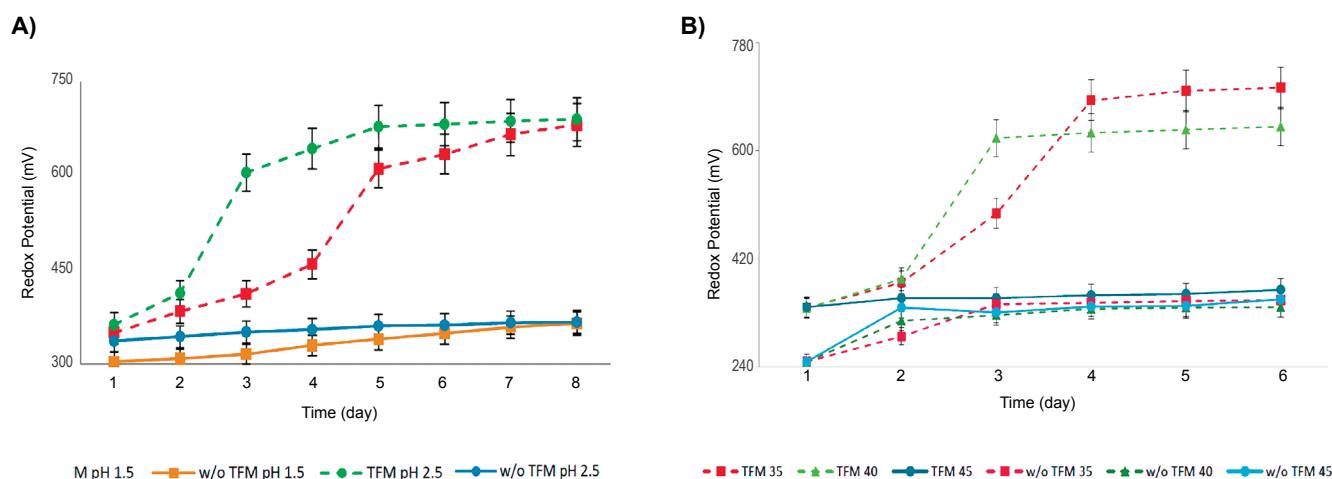 A)
B)
Redox Potential (mV)
750
600
450
300
1 2 3 4 5 6 7 8
Time (day)
M pH 1.5 w/o TFM pH 1.5 TFM pH 2.5 w/o TFM pH 2.5
Redox Potential (mV)
780
600
420
240
1 2 3 4 5 6
Time (day)
TFM 35 TFM 40 TFM 45 w/o TFM 35 w/o TFM 40 w/o TFM 45